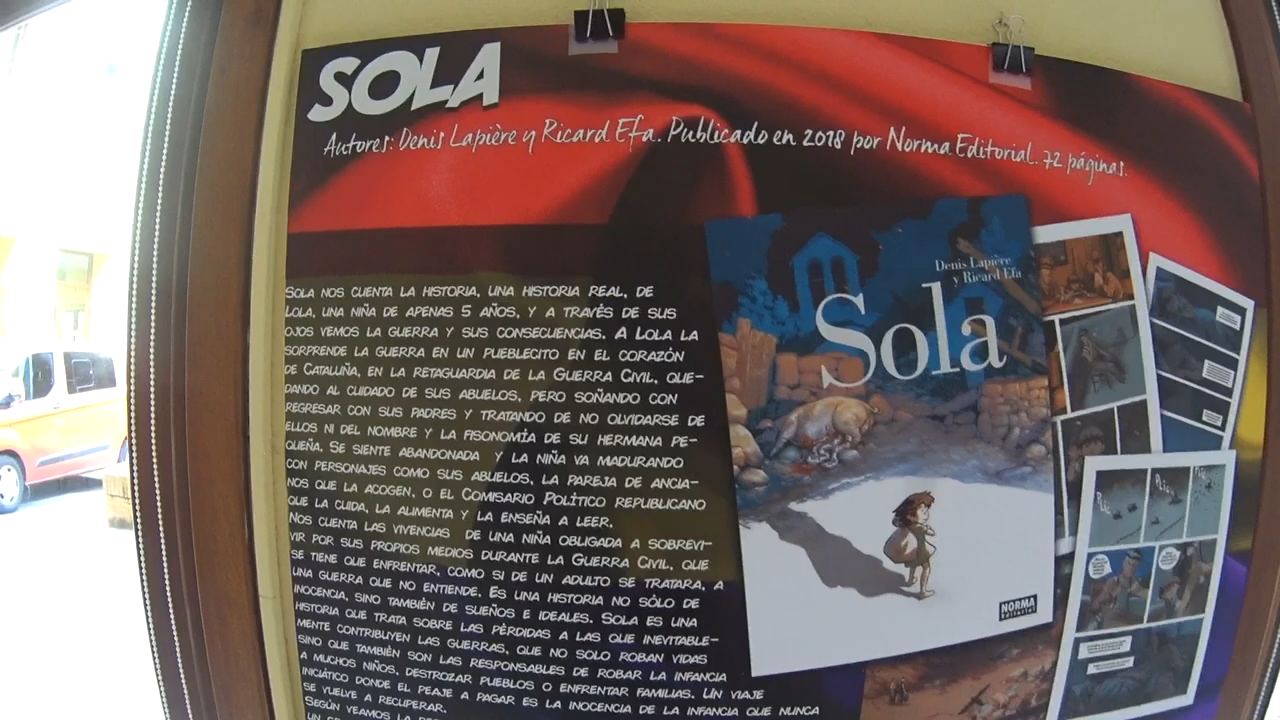 SOLA
Autores: Denis Lapière y Ricard Efa. Publicado en 2018 por Norma Editorial. 72 páginas.
SOLA NOS CUENTA LA HISTORIA, UNA HISTORIA REAL, DE
LOLA, UNA NIÑA DE APENAS 5 AÑOS, Y A TRAVÉS DE SUS
OJOS VEMOS LA GUERRA Y SUS CONSECUENCIAS. A LOLA LA
SORPRENDE LA GUERRA EN UN PUEBLECITO EN EL CORAZÓN
DE CATALUÑA, EN LA RETAGUARDIA DE LA GUERRA CIVIL, QUE-
DANDO AL CUIDADO DE SUS ABUELOS, PERO SOÑANDO CON
REGRESAR CON SUS PADRES Y TRATANDO DE NO OLVIDARSE DE
ELLOS NI DEL NOMBRE Y LA FISONOMÍA DE SU HERMANA PE-
QUEÑA. SE SIENTE ABANDONADA Y LA NIÑA VA MADURANDO
CON PERSONAJES COMO SUS ABUELOS, LA PAREJA DE ANCIA-
NOS QUE LA ACOGEN, O EL COMISARIO POLÍTICO REPUBLICANO
QUE LA CUIDA, LA ALIMENTA Y LA ENSEÑA A LEER.
NOS CUENTA LAS VIVENCIAS DE UNA NIÑA OBLIGADA A SOBREVI-
VIR POR SUS PROPIOS MEDIOS DURANTE LA GUERRA CIVIL, QUE
SE TIENE QUE ENFRENTAR, COMO SI DE UN ADULTO SE TRATARA, A
UNA GUERRA QUE NO ENTIENDE. ES UNA HISTORIA NO SÓLO DE
INOCENCIA, SINO TAMBIÉN DE SUEÑOS E IDEALES. SOLA ES UNA
HISTORIA QUE TRATA SOBRE LAS PÉRDIDAS A LAS QUE INEVITABLE-
MENTE CONTRIBUYEN LAS GUERRAS, QUE NO SOLO ROBAN VIDAS
SINO QUE TAMBIÉN SON LAS RESPONSABLES DE ROBAR LA INFANCIA
A MUCHOS NIÑOS, DESTROZAR PUEBLOS O ENFRENTAR FAMILIAS. UN VIAJE
INICIÁTICO DONDE EL PEAJE A PAGAR ES LA INOCENCIA DE LA INFANCIA QUE NUNCA
SE VUELVE A RECUPERAR.
SEGÚN VEAMOS LA
Denis Lapière
y Ricard Efa
Sola
NORMA
Editorial
PLIC
PLIC